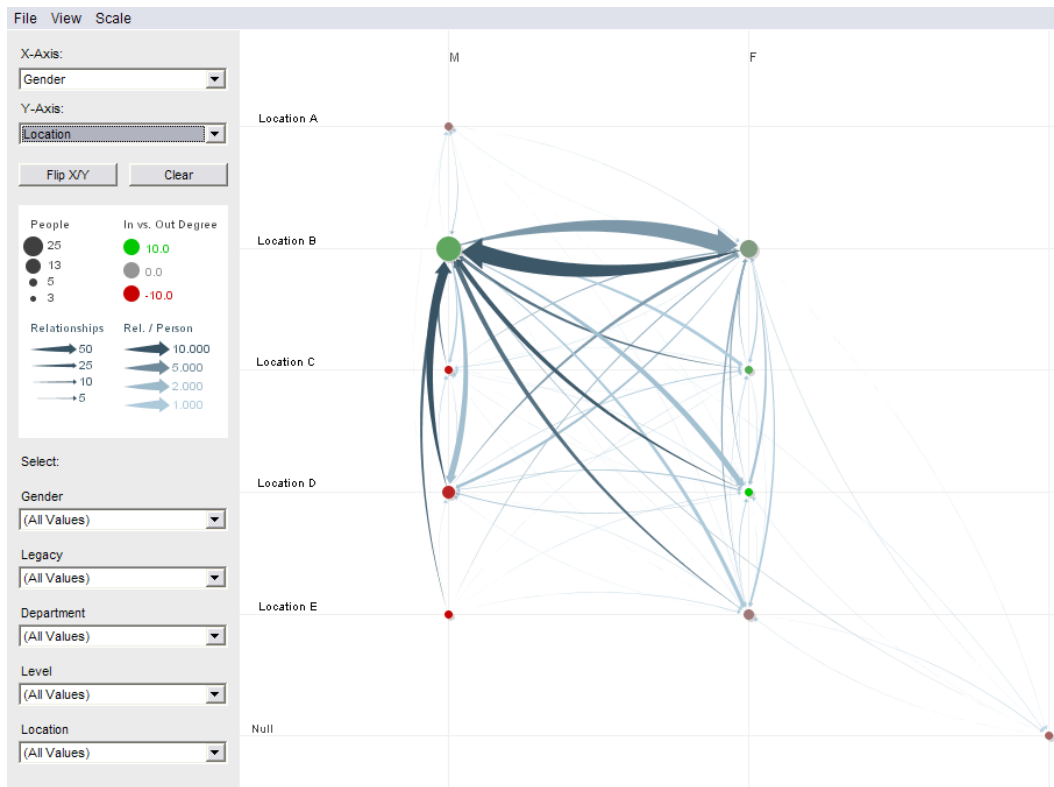 File View Scale
X-Axis:
Gender
Y-Axis:
Location
Flip X/Y Clear
People In vs. Out Degree
25 10.0
13 0.0
5
3 -10.0
Relationships Rel. / Person
50 10.000
25 5.000
10 2.000
5 1.000
Select:
Gender
(All Values)
Legacy
(All Values)
Department
(All Values)
Level
(All Values)
Location
(All Values)
M F
Location A
Location B
Location C
Location D
Location E
Null